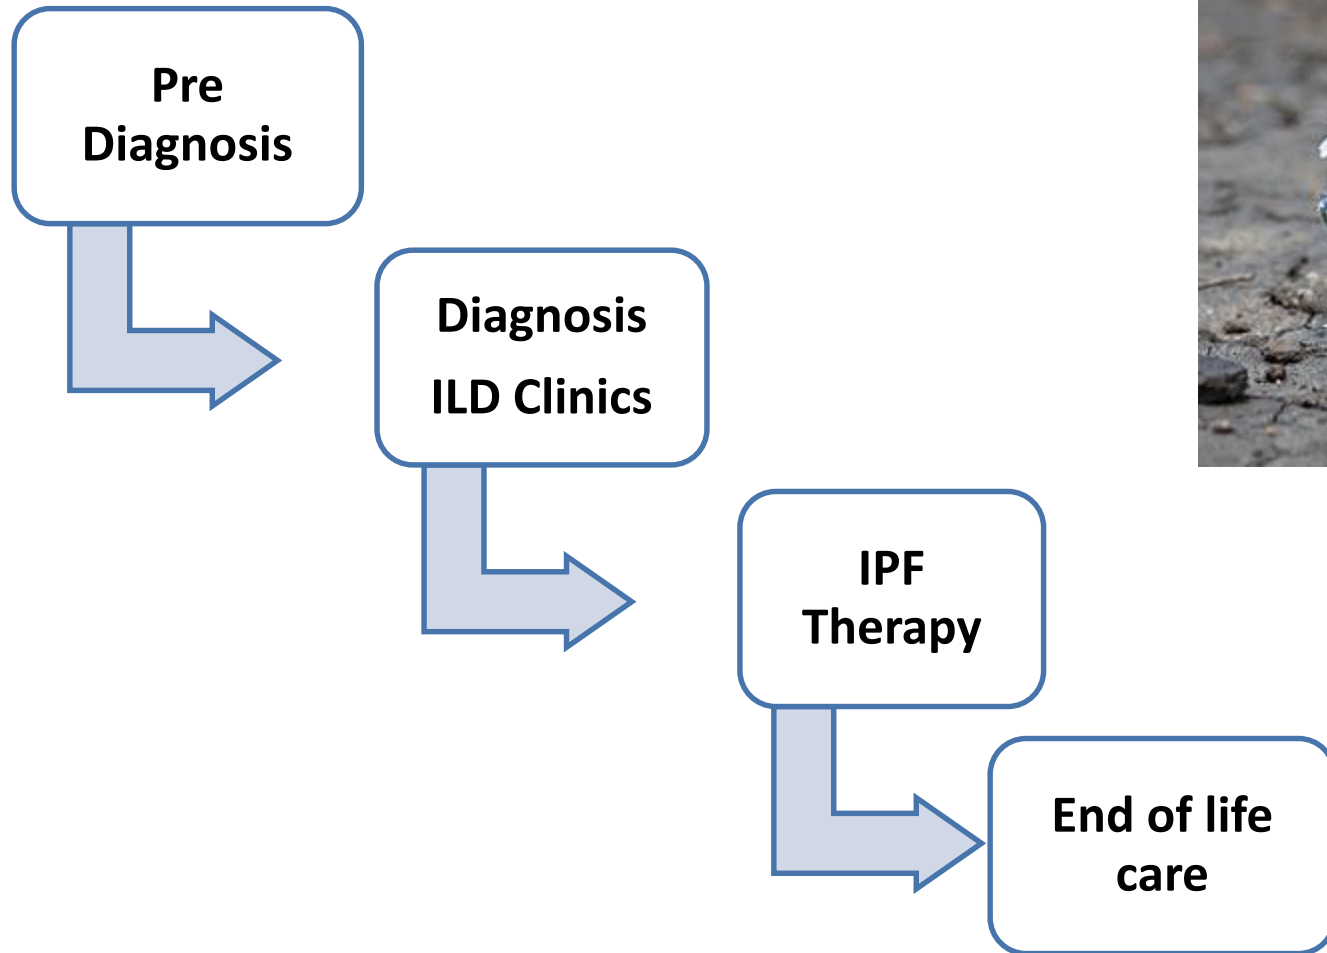 Pre
Diagnosis
Diagnosis
ILD Clinics
IPF
Therapy
End of life
care